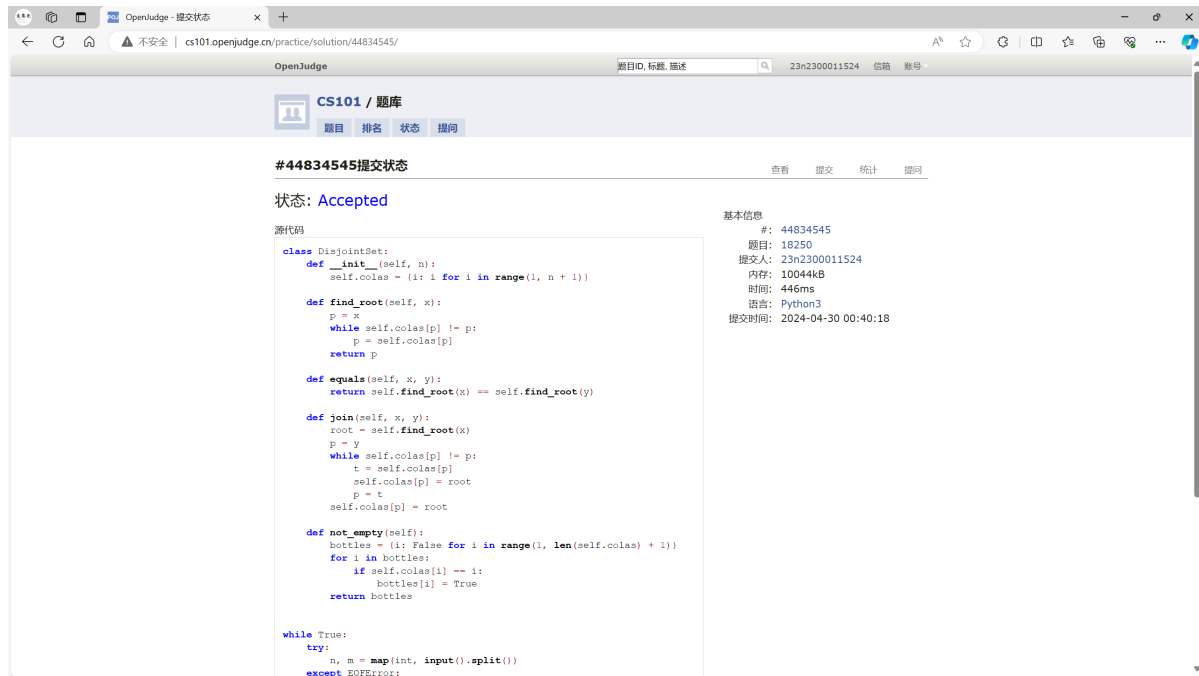 OpenJudge - 提交状态
不安全 | cs101.openjudge.cn/practice/solution/44834545/
OpenJudge
题目ID, 标题, 描述
23n2300011524 信箱 账号
CS101 / 题库
题目 排名 状态 提问
#44834545提交状态
查看 提交 统计 提问
状态: Accepted
源代码
class DisjointSet:
    def __init__(self, n):
        self.colas = {i: i for i in range(1, n + 1)}
    def find_root(self, x):
        p = x
        while self.colas[p] != p:
            p = self.colas[p]
        return p
    def equals(self, x, y):
        return self.find_root(x) == self.find_root(y)
    def join(self, x, y):
        root = self.find_root(x)
        p = y
        while self.colas[p] != p:
            t = self.colas[p]
            self.colas[p] = root
            p = t
        self.colas[p] = root
    def not_empty(self):
        bottles = {i: False for i in range(1, len(self.colas) + 1)}
        for i in bottles:
            if self.colas[i] == i:
                bottles[i] = True
        return bottles
while True:
    try:
        n, m = map(int, input().split())
    except EOFError:
基本信息
#: 44834545
题目: 18250
提交人: 23n2300011524
内存: 10044kB
时间: 446ms
语言: Python3
提交时间: 2024-04-30 00:40:18